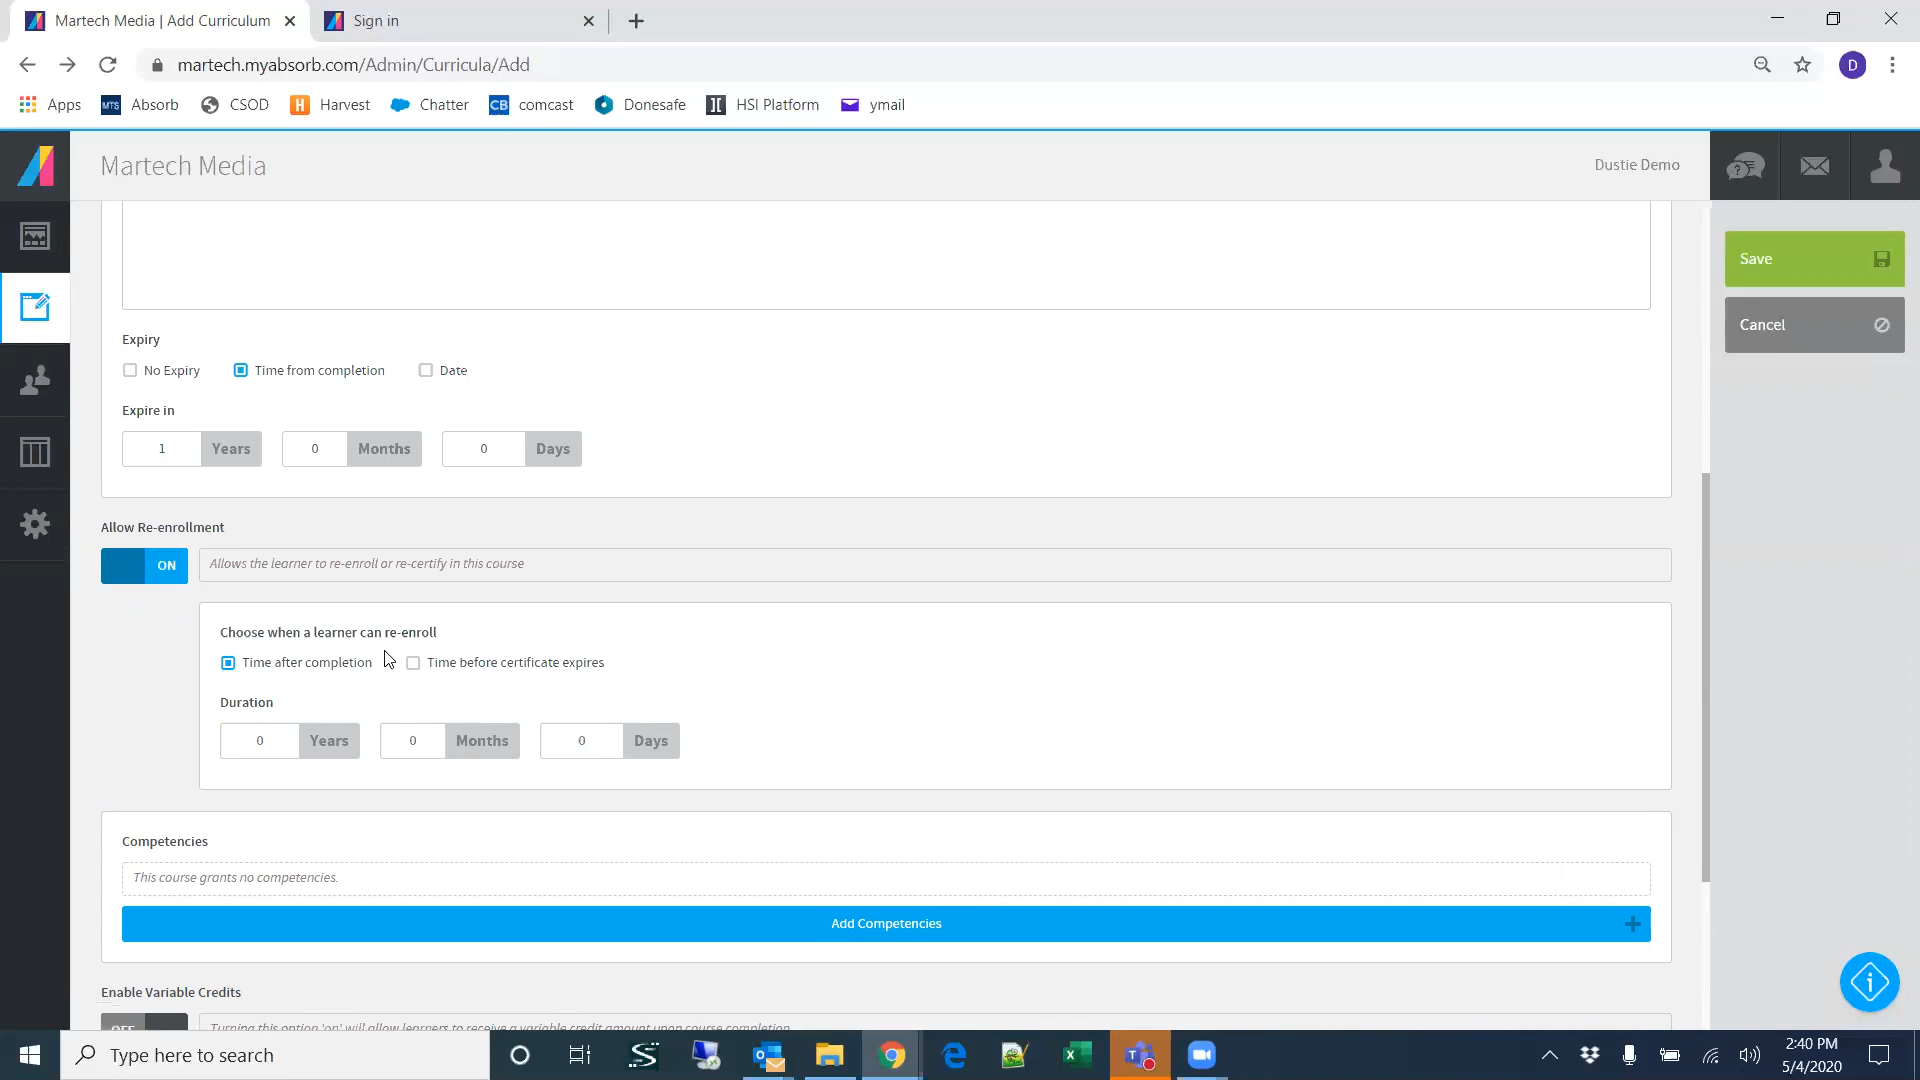 Martech Media | Add Curriculum
Sign in
martech.myabsorb.com/Admin/Curricula/Add
D
Apps
MTS Absorb
CSOD
H Harvest
Chatter
CB comcast
Donesafe
HSI Platform
ymail
Martech Media
Dustie Demo
Save
Cancel
Expiry
No Expiry
Time from completion
Date
Expire in
1 Years
0 Months
0 Days
Allow Re-enrollment
ON
Allows the learner to re-enroll or re-certify in this course
Choose when a learner can re-enroll
Time after completion
Time before certificate expires
Duration
0 Years
0 Months
0 Days
Competencies
This course grants no competencies.
Add Competencies
Enable Variable Credits
OFF
Turning this option 'on' will allow learners to receive a variable credit amount upon course completion
Type here to search
2:40 PM
5/4/2020